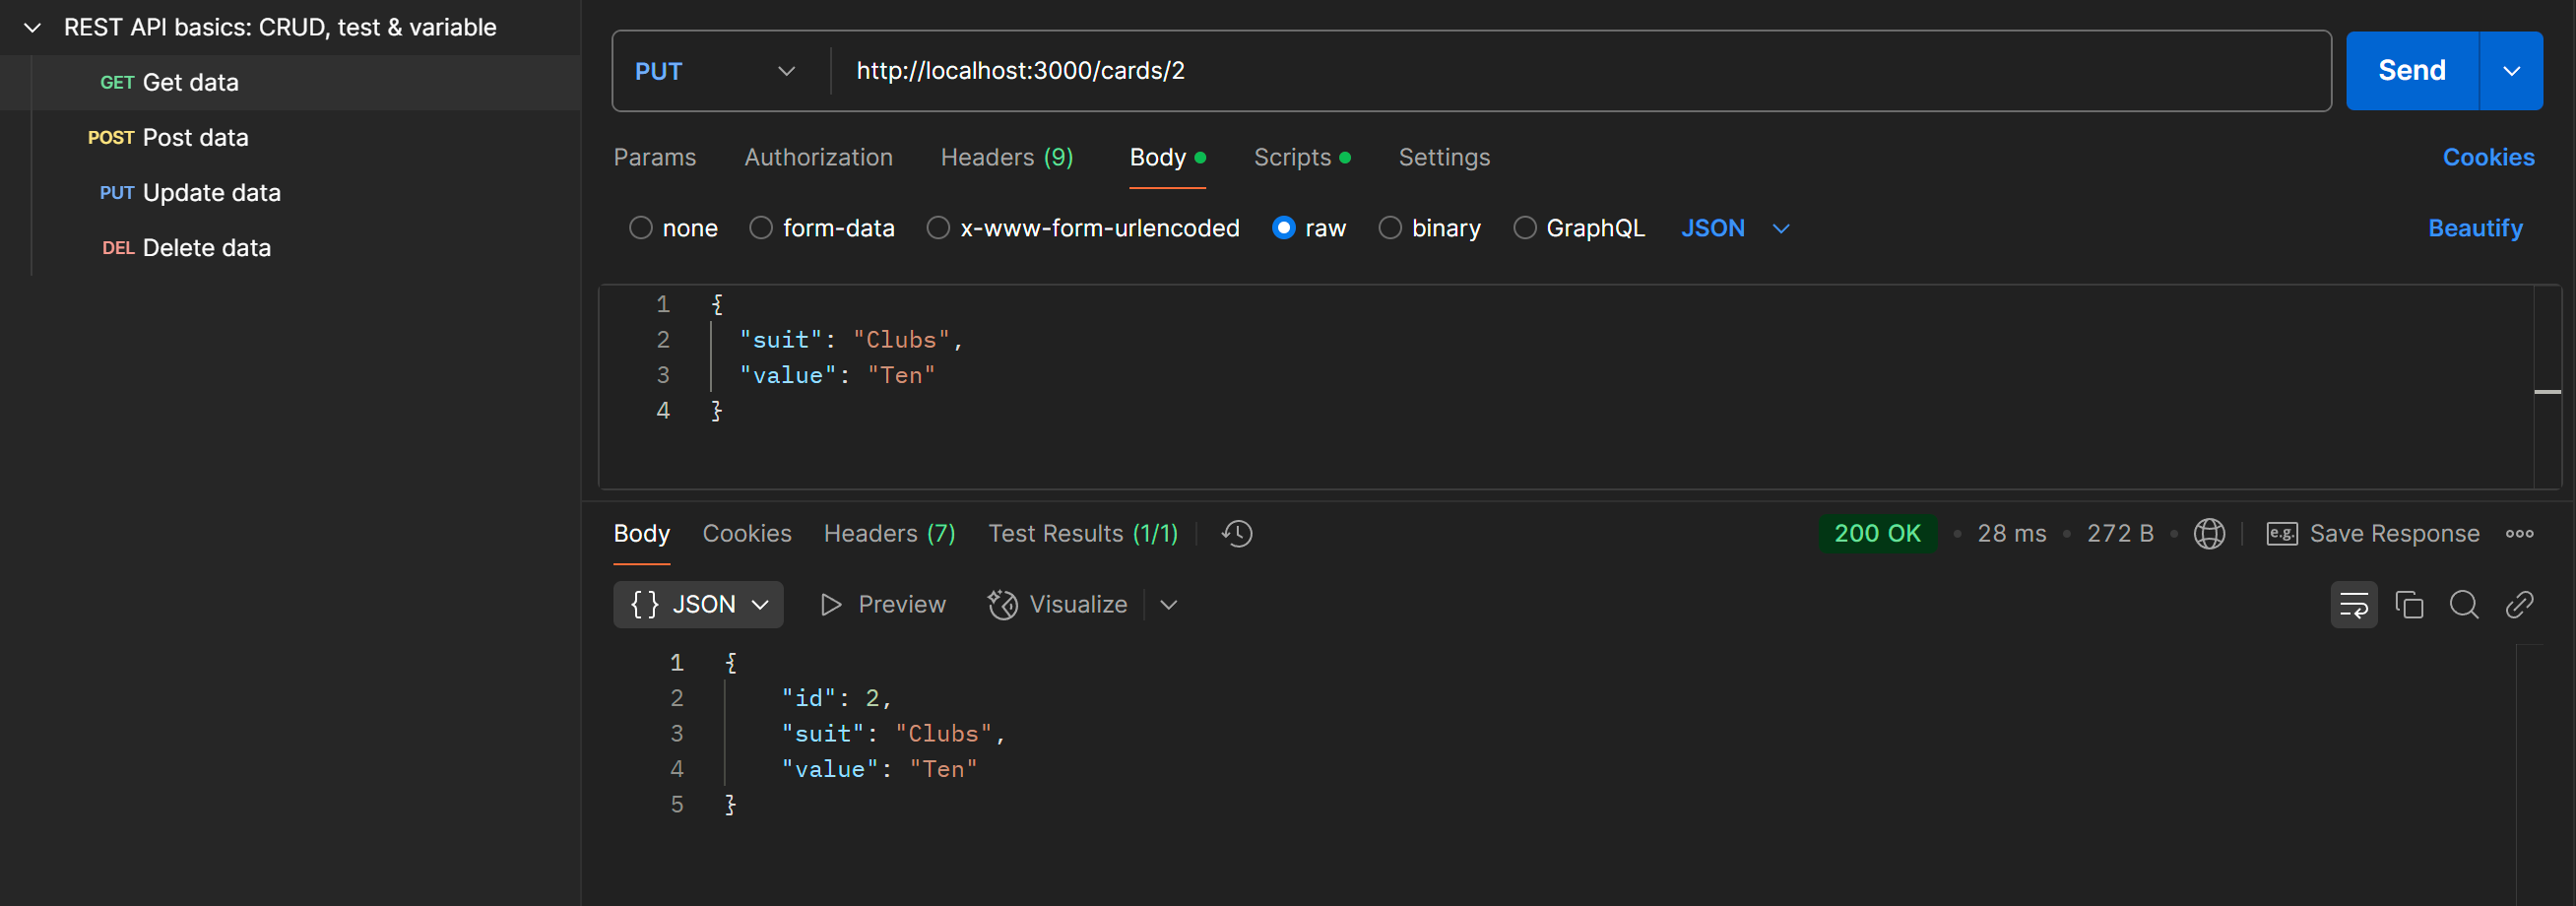 REST API basics: CRUD, test & variable
GET Get data
POST Post data
PUT Update data
DEL Delete data
PUT http://localhost:3000/cards/2 Send
Params Authorization Headers (9) Body Scripts Settings Cookies
none form-data x-www-form-urlencoded raw binary GraphQL JSON Beautify
1 {
2 "suit": "Clubs",
3 "value": "Ten"
4 }
Body Cookies Headers (7) Test Results (1/1) 200 OK • 28 ms • 272 B • e.g. Save Response
{ } JSON Preview Visualize
1 {
2 "id": 2,
3 "suit": "Clubs",
4 "value": "Ten"
5 }